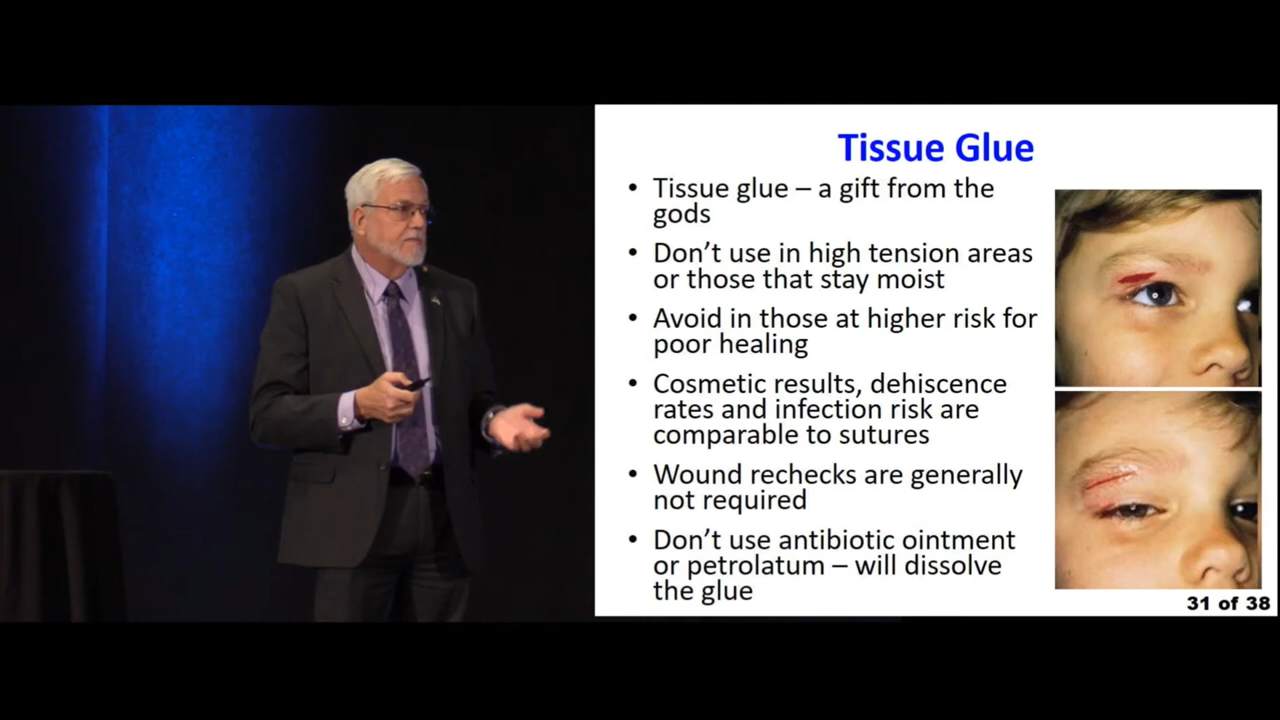 Tissue Glue
• Tissue glue – a gift from the
gods
• Don’t use in high tension areas
or those that stay moist
• Avoid in those at higher risk for
poor healing
• Cosmetic results, dehiscence
rates and infection risk are
comparable to sutures
• Wound rechecks are generally
not required
• Don’t use antibiotic ointment
or petrolatum – will dissolve
the glue
31 of 38